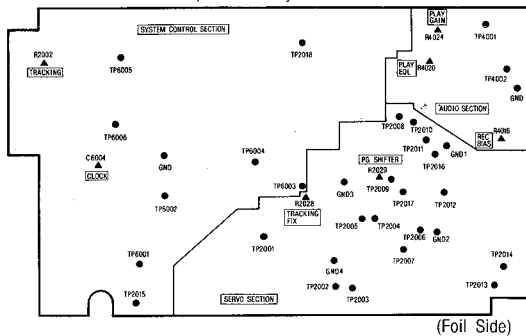 SYSTEM CONTROL SECTION
PLAY GAIN
R4024
TP4001
R2002
TRACKING
TP6005
TP2018
PLAY EQL
R4020
TP4002
GND
AUDIO SECTION
TP6006
TP2008
TP2010
R4016
REC BIAS
TP2011
GND1
C6004
CLOCK
GND
TP6004
PG SHIFTER
R2029
TP2016
TP6003
GND3
TP2009
TP5002
R2028
TRACKING FIX
TP2017
TP2012
TP2005
TP2004
TP2001
TP2006
GND2
TP2007
TP6001
GND4
TP2014
TP2015
SERVO SECTION
TP2002
TP2003
TP2013
(Foil Side)